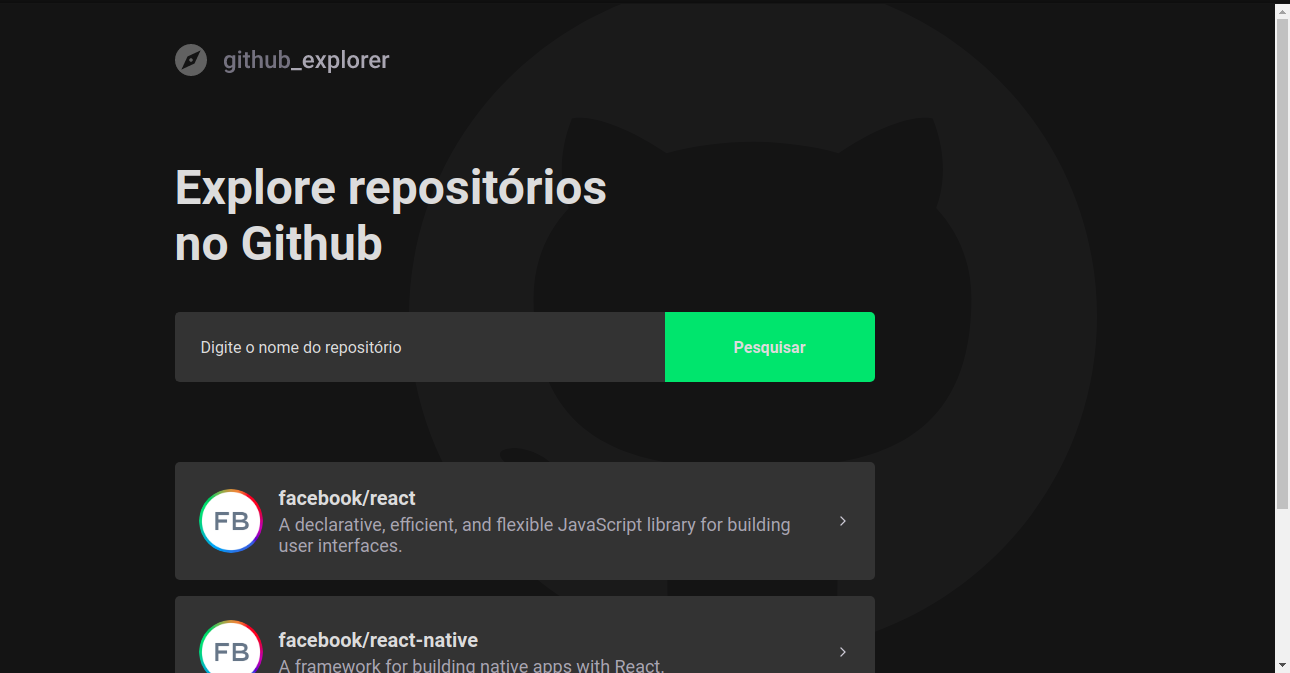 github_explorer
Explore repositórios
no Github
Digite o nome do repositório
Pesquisar
FB
facebook/react
A declarative, efficient, and flexible JavaScript library for building
user interfaces.
FB
facebook/react-native
A framework for building native apps with React.